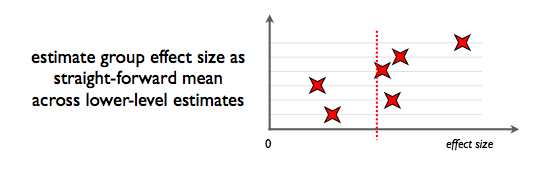 estimate group effect size as
straight-forward mean
across lower-level estimates
0
effect size